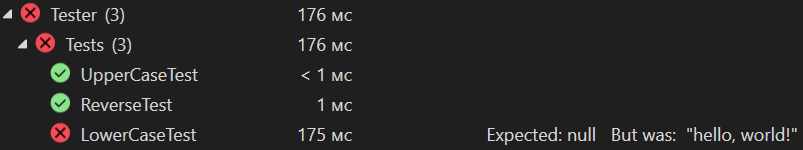 Tester (3) 176 мс
Tests (3) 176 мс
UpperCaseTest < 1 мс
ReverseTest 1 мс
LowerCaseTest 175 мс Expected: null But was: "hello, world!"